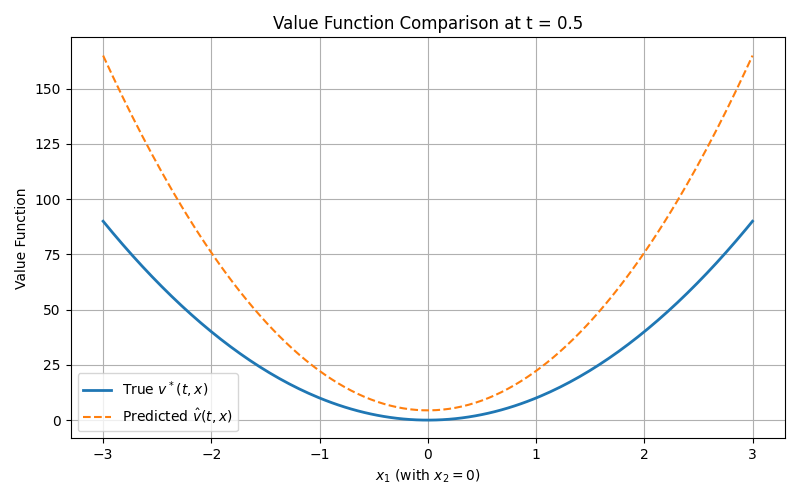 Value Function Comparison at t = 0.5
Value Function
150
125
100
75
50
25
0
−3
−2
−1
0
1
2
3
x₁ (with x₂ = 0)
True v*(t, x)
Predicted v̂(t, x)